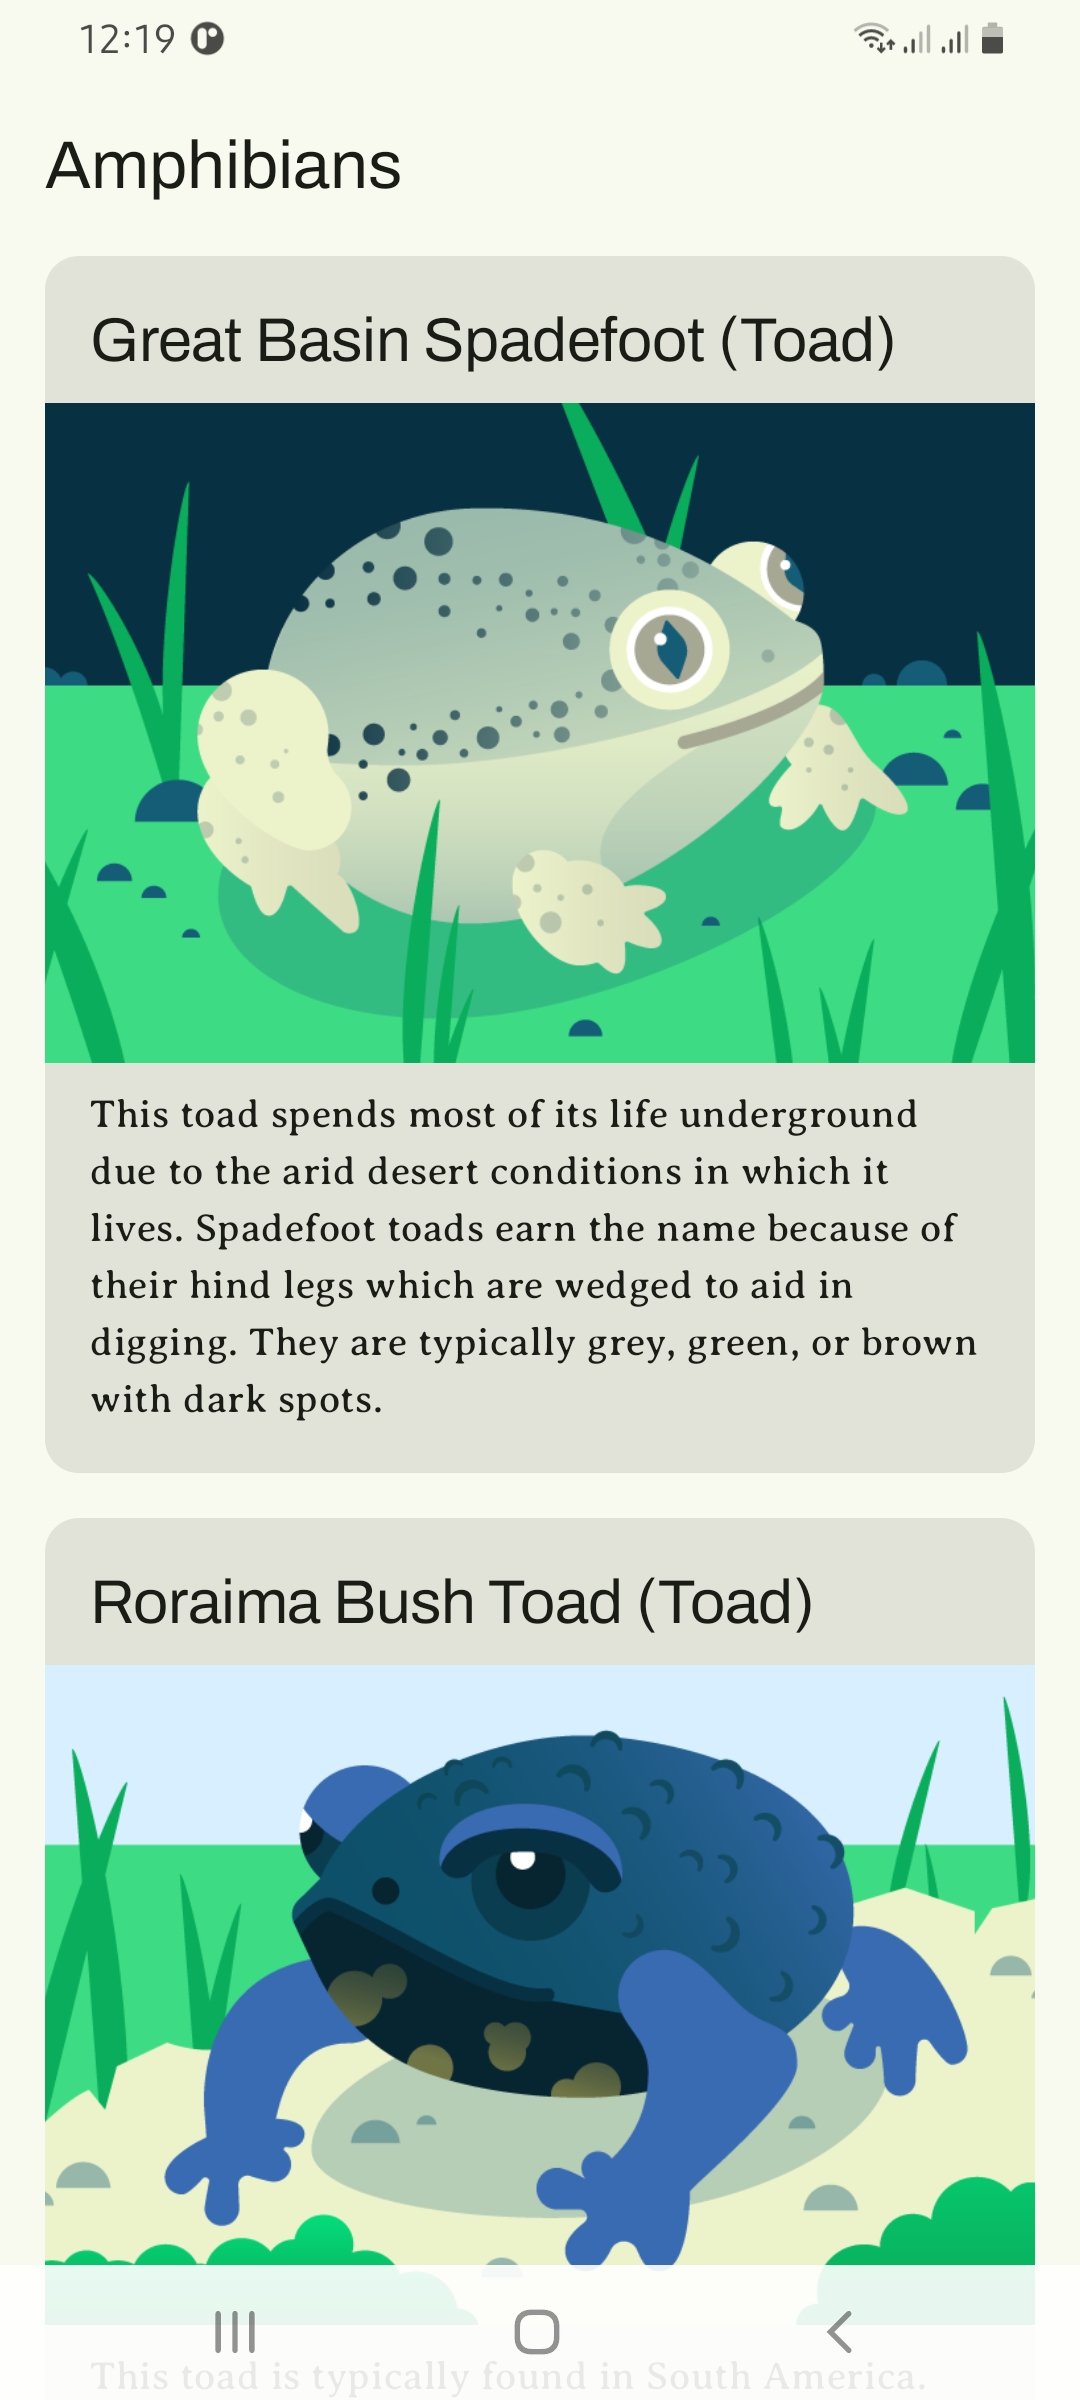 12:19
Amphibians
Great Basin Spadefoot (Toad)
This toad spends most of its life underground
due to the arid desert conditions in which it
lives. Spadefoot toads earn the name because of
their hind legs which are wedged to aid in
digging. They are typically grey, green, or brown
with dark spots.
Roraima Bush Toad (Toad)
This toad is typically found in South America.